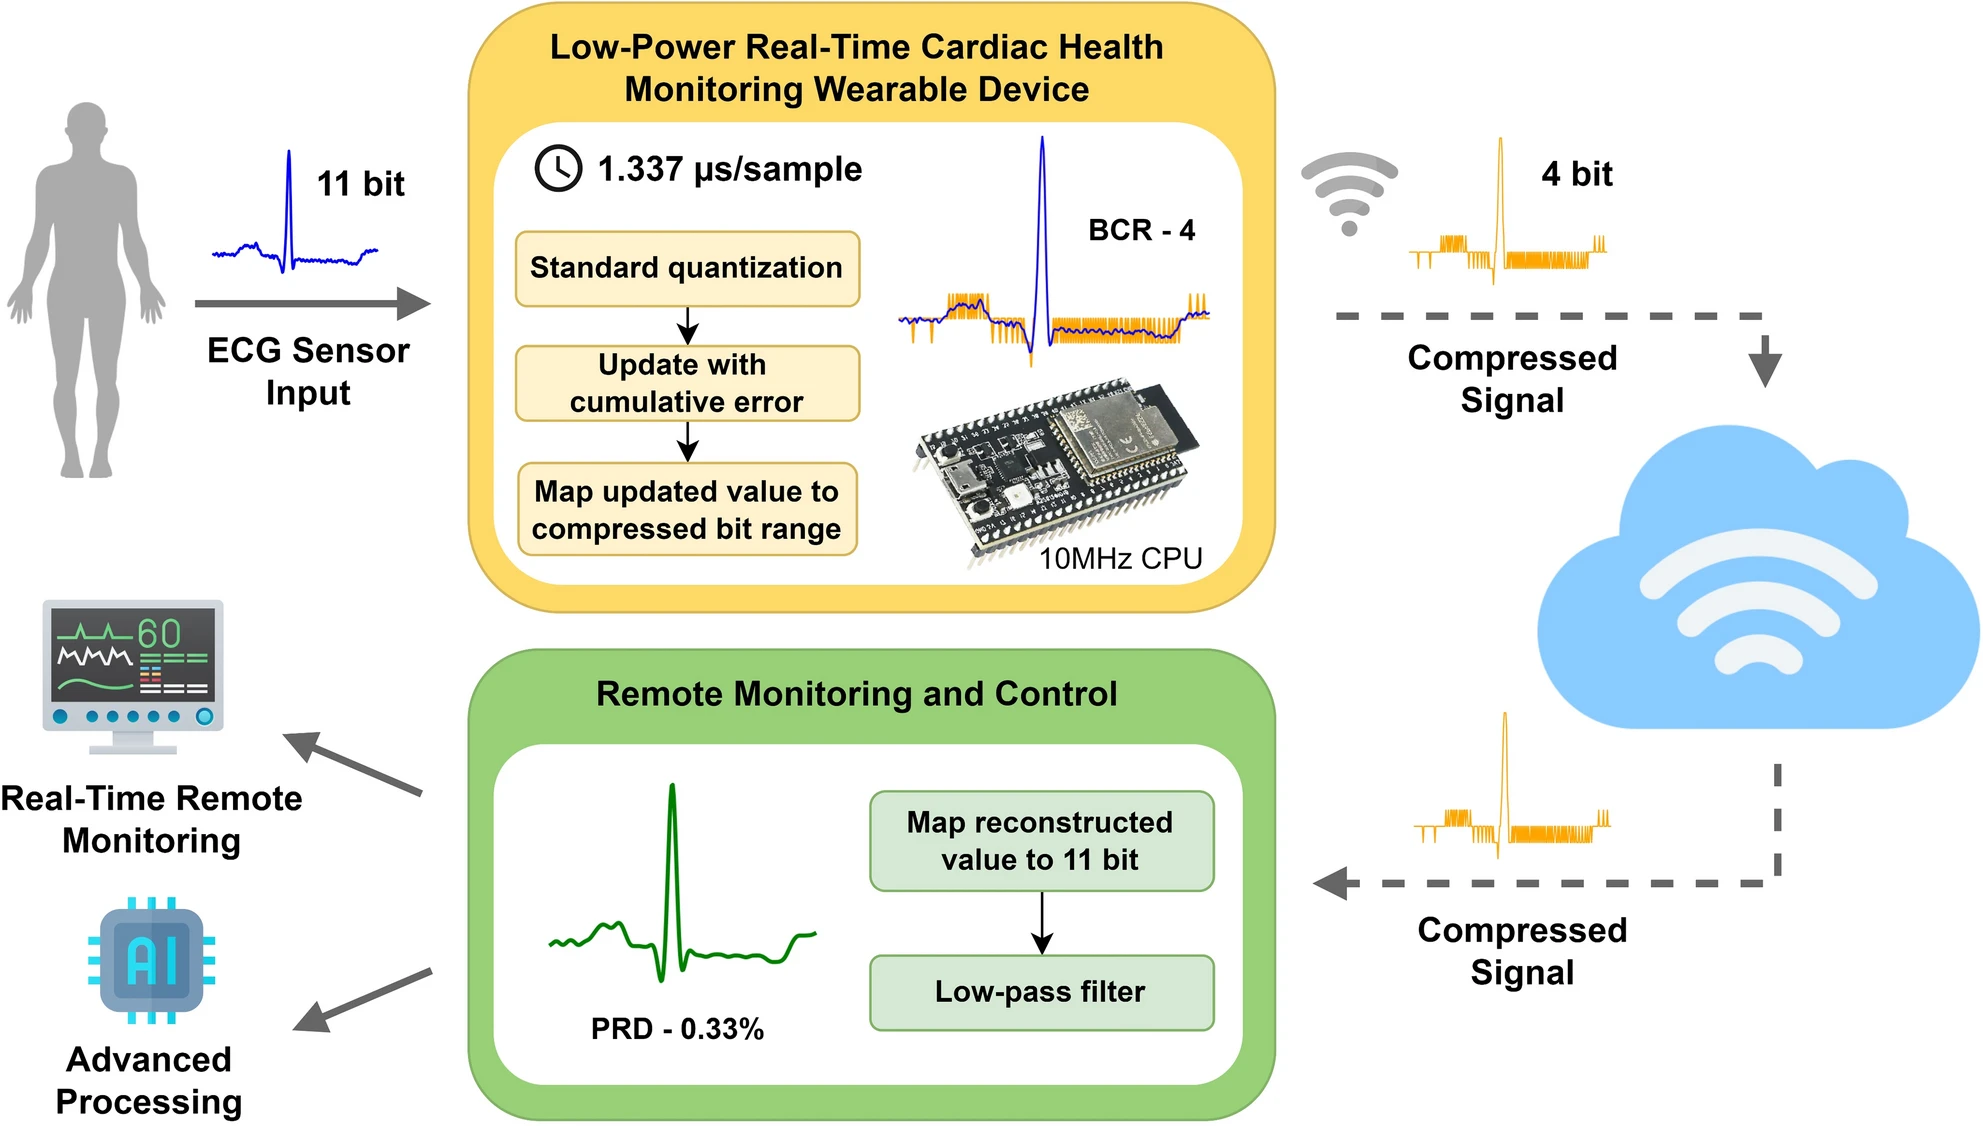 Low-Power Real-Time Cardiac Health
Monitoring Wearable Device
11 bit
ECG Sensor
Input
1.337 µs/sample
Standard quantization
Update with
cumulative error
Map updated value to
compressed bit range
BCR - 4
10MHz CPU
4 bit
Compressed
Signal
Compressed
Signal
Remote Monitoring and Control
Map reconstructed
value to 11 bit
Low-pass filter
PRD - 0.33%
60
Real-Time Remote
Monitoring
AI
Advanced
Processing